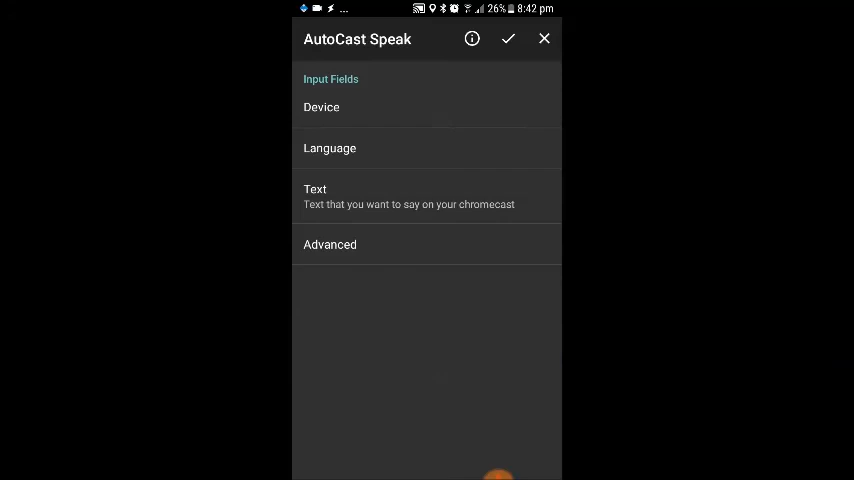 ... 26% 8:42 pm
AutoCast Speak
Input Fields
Device
Language
Text
Text that you want to say on your chromecast
Advanced